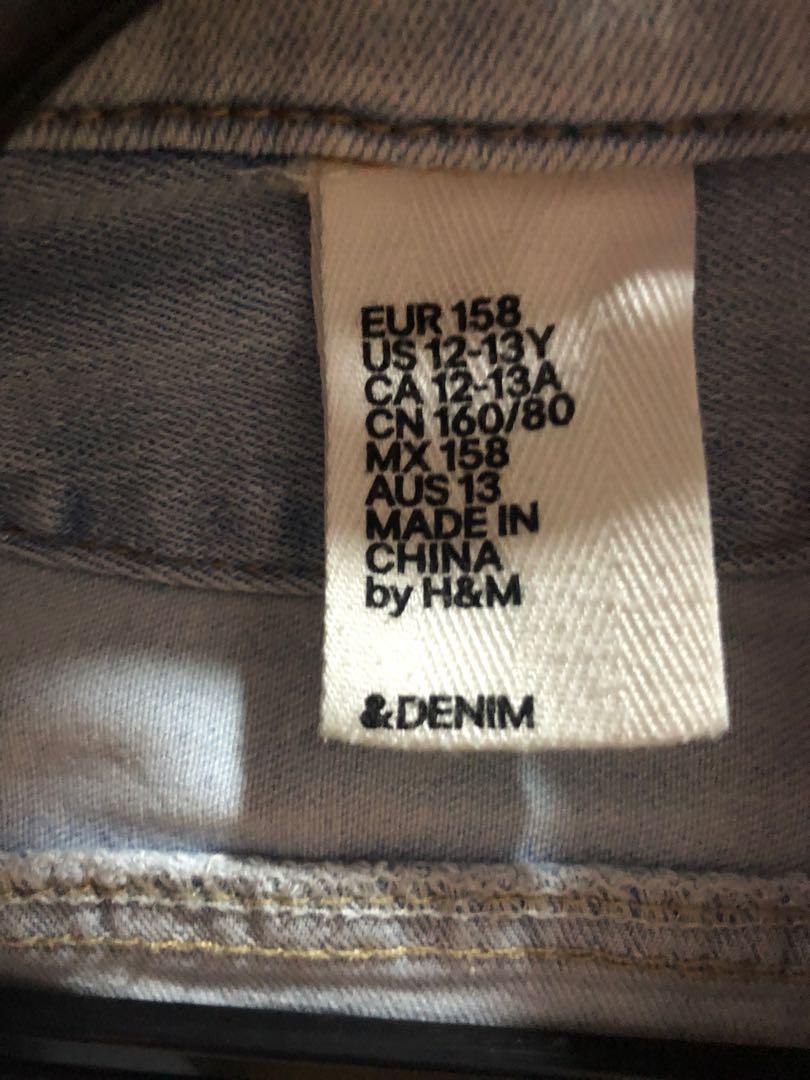 EUR 158
US 12-13Y
CA 12-13A
CN 160/80
MX 158
AUS 13
MADE IN
CHINA
by H&M
&DENIM